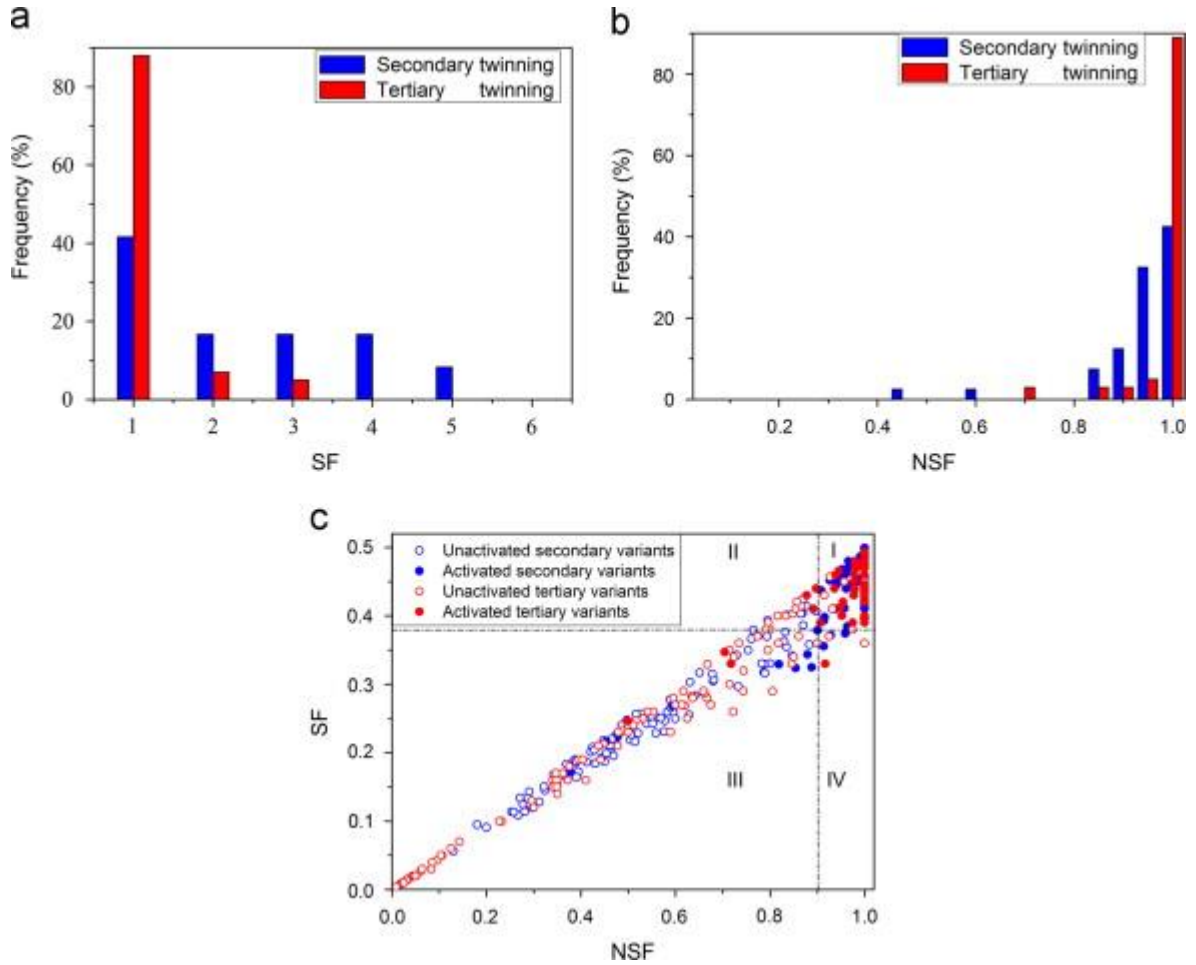 a
Secondary twinning
Tertiary twinning
Frequency (%)
80
60
40
20
0
1 2 3 4 5 6
SF
b
Secondary twinning
Tertiary twinning
Frequency (%)
80
60
40
20
0
0.2 0.4 0.6 0.8 1.0
NSF
c
Unactivated secondary variants
Activated secondary variants
Unactivated tertiary variants
Activated tertiary variants
II I
III IV
SF
0.5
0.4
0.3
0.2
0.1
0.0
0.0 0.2 0.4 0.6 0.8 1.0
NSF